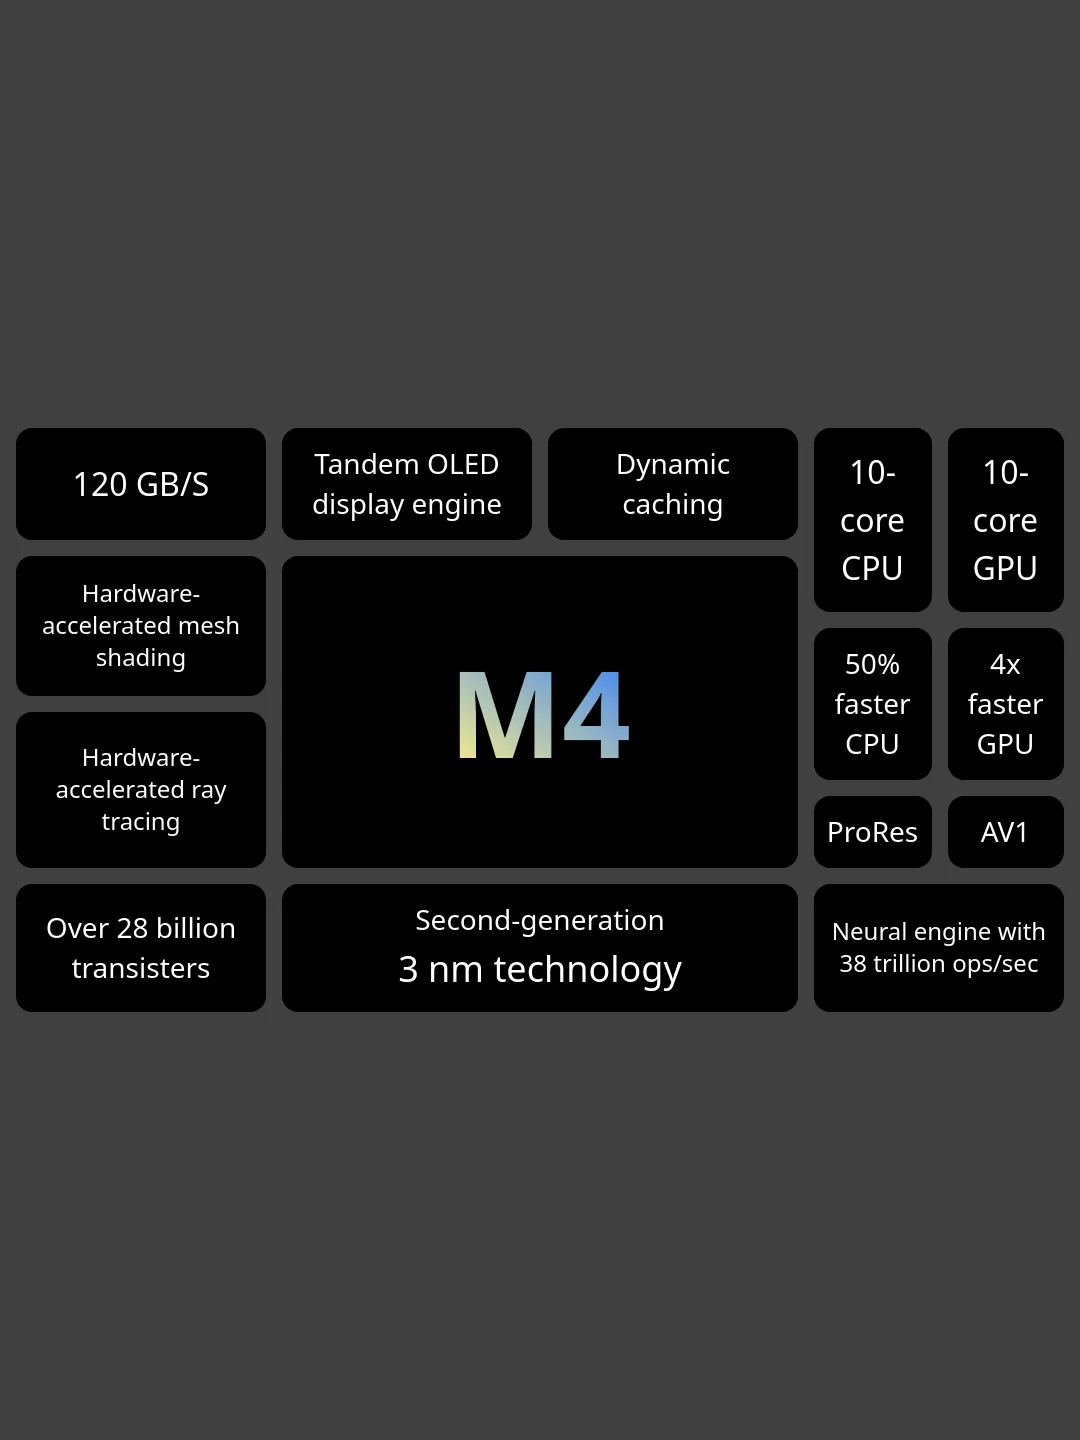 120 GB/S
Tandem OLED
display engine
Dynamic
caching
10-
core
CPU
10-
core
GPU
Hardware-
accelerated mesh
shading
M4
50%
faster
CPU
4x
faster
GPU
Hardware-
accelerated ray
tracing
ProRes
AV1
Over 28 billion
transisters
Second-generation
3 nm technology
Neural engine with
38 trillion ops/sec